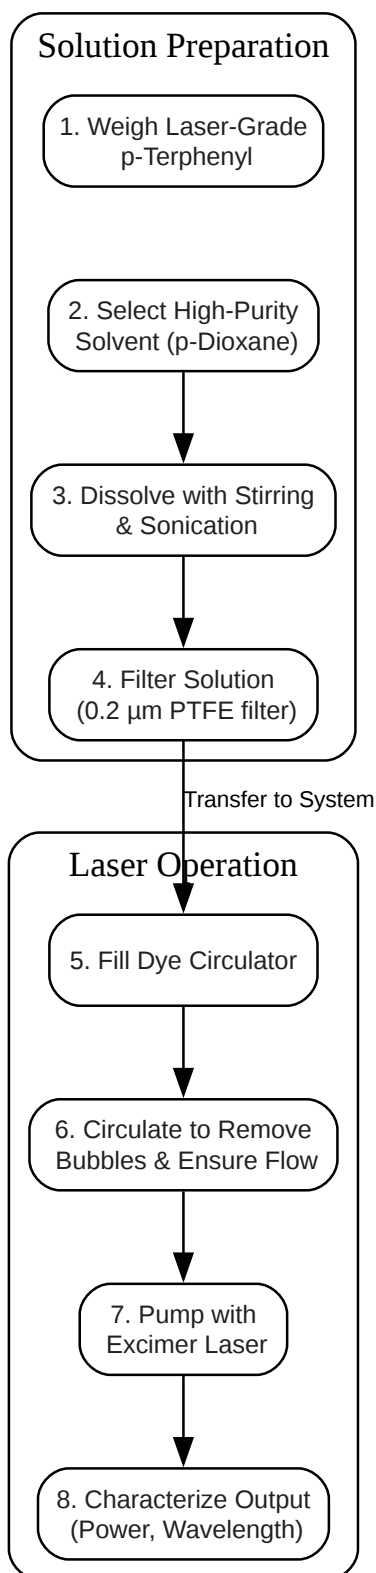 Solution Preparation
1. Weigh Laser-Grade
p-Terphenyl
2. Select High-Purity
Solvent (p-Dioxane)
3. Dissolve with Stirring
& Sonication
4. Filter Solution
(0.2 µm PTFE filter)
Transfer to System
Laser Operation
5. Fill Dye Circulator
6. Circulate to Remove
Bubbles & Ensure Flow
7. Pump with
Excimer Laser
8. Characterize Output
(Power, Wavelength)